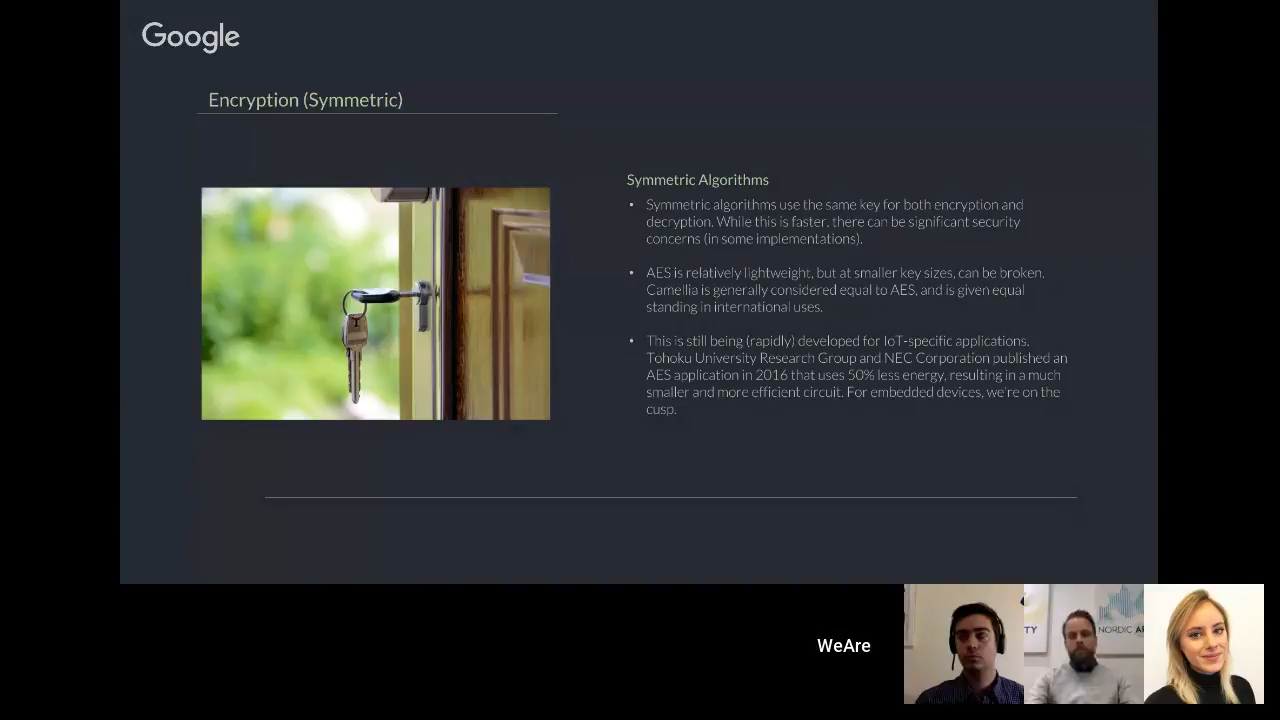 Google
Encryption (Symmetric)
Symmetric Algorithms
• Symmetric algorithms use the same key for both encryption and
decryption. While this is faster, there can be significant security
concerns (in some implementations).
• AES is relatively lightweight, but at smaller key sizes, can be broken.
Camellia is generally considered equal to AES, and is given equal
standing in international uses.
• This is still being (rapidly) developed for IoT-specific applications.
Tohoku University Research Group and NEC Corporation published an
AES application in 2016 that uses 50% less energy, resulting in a much
smaller and more efficient circuit. For embedded devices, we're on the
cusp.
WeAre
TY
NORDIC AP